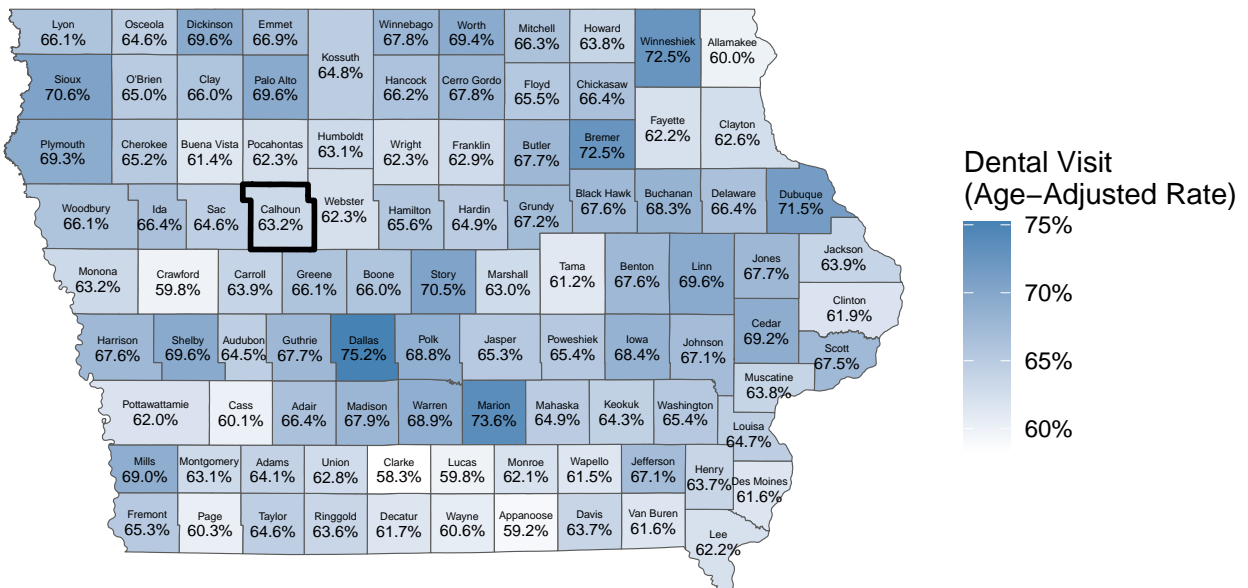 Lyon
66.1%
Osceola
64.6%
Dickinson
69.6%
Emmet
66.9%
Kossuth
64.8%
Winnebago
67.8%
Worth
69.4%
Mitchell
66.3%
Howard
63.8%
Winneshiek
72.5%
Allamakee
60.0%
Sioux
70.6%
O'Brien
65.0%
Clay
66.0%
Palo Alto
69.6%
Hancock
66.2%
Cerro Gordo
67.8%
Floyd
65.5%
Chickasaw
66.4%
Fayette
62.2%
Clayton
62.6%
Plymouth
69.3%
Cherokee
65.2%
Buena Vista
61.4%
Pocahontas
62.3%
Humboldt
63.1%
Wright
62.3%
Franklin
62.9%
Butler
67.7%
Bremer
72.5%
Woodbury
66.1%
Ida
66.4%
Sac
64.6%
Calhoun
63.2%
Webster
62.3%
Hamilton
65.6%
Hardin
64.9%
Grundy
67.2%
Black Hawk
67.6%
Buchanan
68.3%
Delaware
66.4%
Dubuque
71.5%
Monona
63.2%
Crawford
59.8%
Carroll
63.9%
Greene
66.1%
Boone
66.0%
Story
70.5%
Marshall
63.0%
Tama
61.2%
Benton
67.6%
Linn
69.6%
Jones
67.7%
Jackson
63.9%
Clinton
61.9%
Harrison
67.6%
Shelby
69.6%
Audubon
64.5%
Guthrie
67.7%
Dallas
75.2%
Polk
68.8%
Jasper
65.3%
Poweshiek
65.4%
Iowa
68.4%
Johnson
67.1%
Cedar
69.2%
Scott
67.5%
Muscatine
63.8%
Pottawattamie
62.0%
Cass
60.1%
Adair
66.4%
Madison
67.9%
Warren
68.9%
Marion
73.6%
Mahaska
64.9%
Keokuk
64.3%
Washington
65.4%
Louisa
64.7%
Mills
69.0%
Montgomery
63.1%
Adams
64.1%
Union
62.8%
Clarke
58.3%
Lucas
59.8%
Monroe
62.1%
Wapello
61.5%
Jefferson
67.1%
Henry
63.7%
Des Moines
61.6%
Fremont
65.3%
Page
60.3%
Taylor
64.6%
Ringgold
63.6%
Decatur
61.7%
Wayne
60.6%
Appanoose
59.2%
Davis
63.7%
Van Buren
61.6%
Lee
62.2%
Dental Visit
(Age−Adjusted Rate)
75%
70%
65%
60%